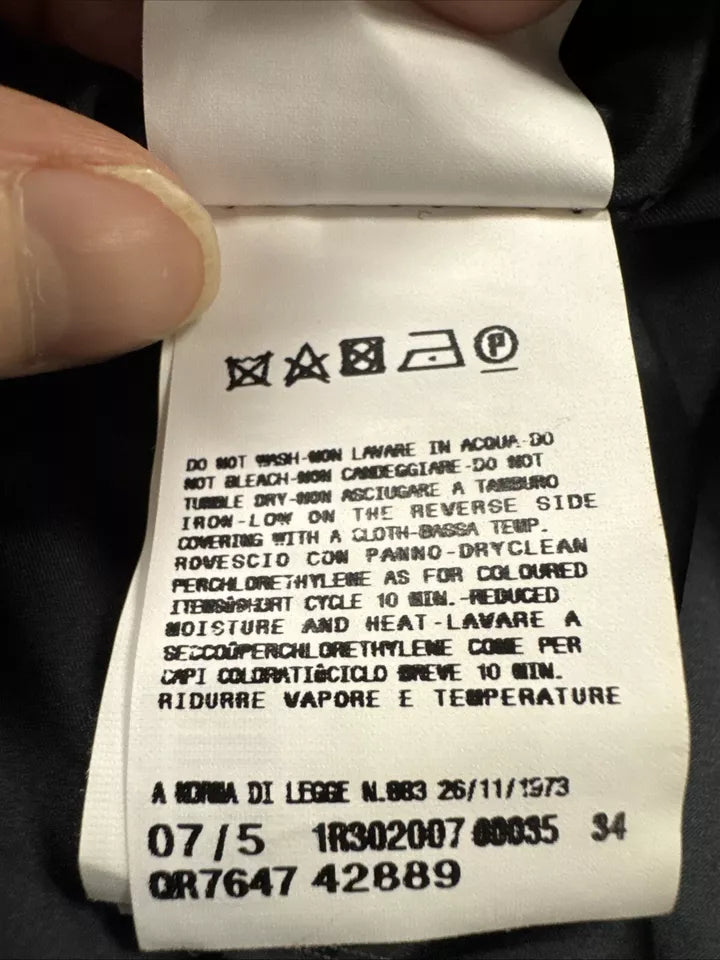 P
DO NOT WASH-NON LAVARE IN ACQUA-DO
NOT BLEACH-NON CANDEGGIARE-DO NOT
TUMBLE DRY-NON ASCIUGARE A TAMBURO
IRON-LOW ON THE REVERSE SIDE
COVERING WITH A CLOTH-BASSA TEMP.
ROVESCIO CON PANNO-DRYCLEAN
PERCHLORETHYLENE AS FOR COLOURED
CYCLE 10 MIN.-REDUCED
MOISTURE AND HEAT-LAVARE A
COME PER
CAPI BREVE 10 MIN.
RIDURRE VAPORE E TEMPERATURE
A NORMA DI LEGGE N.883 26/11/1973
07/5 1R302007 00035 34
QR7647 42889